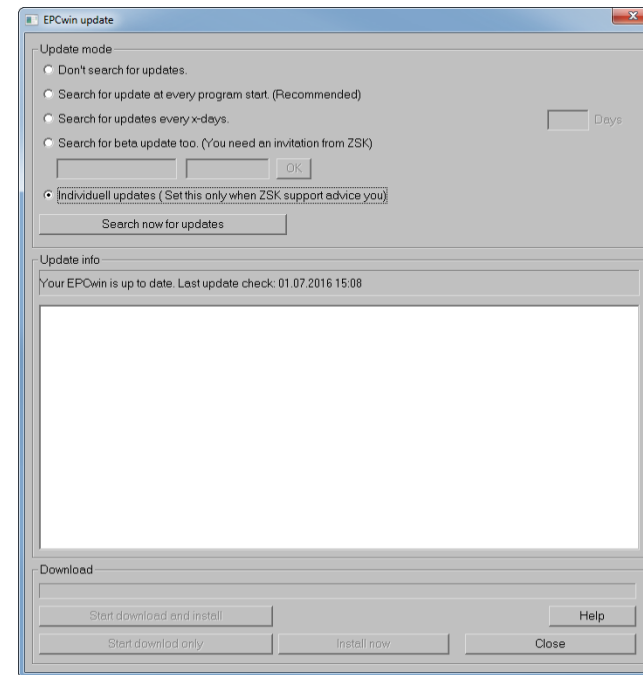 EPCwin update
Update mode
Don't search for updates.
Search for update at every program start. (Recommended)
Search for updates every x-days.
Days
Search for beta update too. (You need an invitation from ZSK)
OK
Individuell updates ( Set this only when ZSK support advice you)
Search now for updates
Update info
Your EPCwin is up to date. Last update check: 01.07.2016 15:08
Download
Start download and install
Help
Start downlod only
Install now
Close